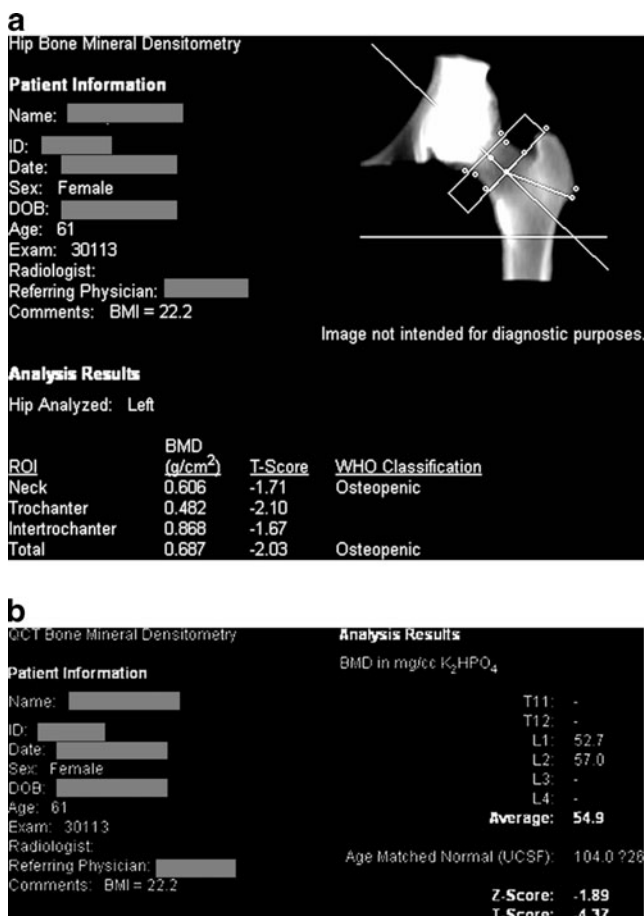 a
Hip Bone Mineral Densitometry
Patient Information
Name:
ID:
Date:
Sex: Female
DOB:
Age: 61
Exam: 30113
Radiologist:
Referring Physician:
Comments: BMI = 22.2
Image not intended for diagnostic purposes.
Analysis Results
Hip Analyzed: Left
ROI BMD (g/cm²) T-Score WHO Classification
Neck 0.606 -1.71 Osteopenic
Trochanter 0.482 -2.10
Intertrochanter 0.868 -1.67
Total 0.687 -2.03 Osteopenic
b
QCT Bone Mineral Densitometry
Patient Information
Name:
ID:
Date:
Sex: Female
DOB:
Age: 61
Exam: 30113
Radiologist:
Referring Physician:
Comments: BMI = 22.2
Analysis Results
BMD in mg/cc K₂HPO₄
T11: -
T12: -
L1: 52.7
L2: 57.0
L3: -
L4: -
Average: 54.9
Age Matched Normal (UCSF): 104.0 ?26
Z-Score: -1.89
T-Score: -4.37